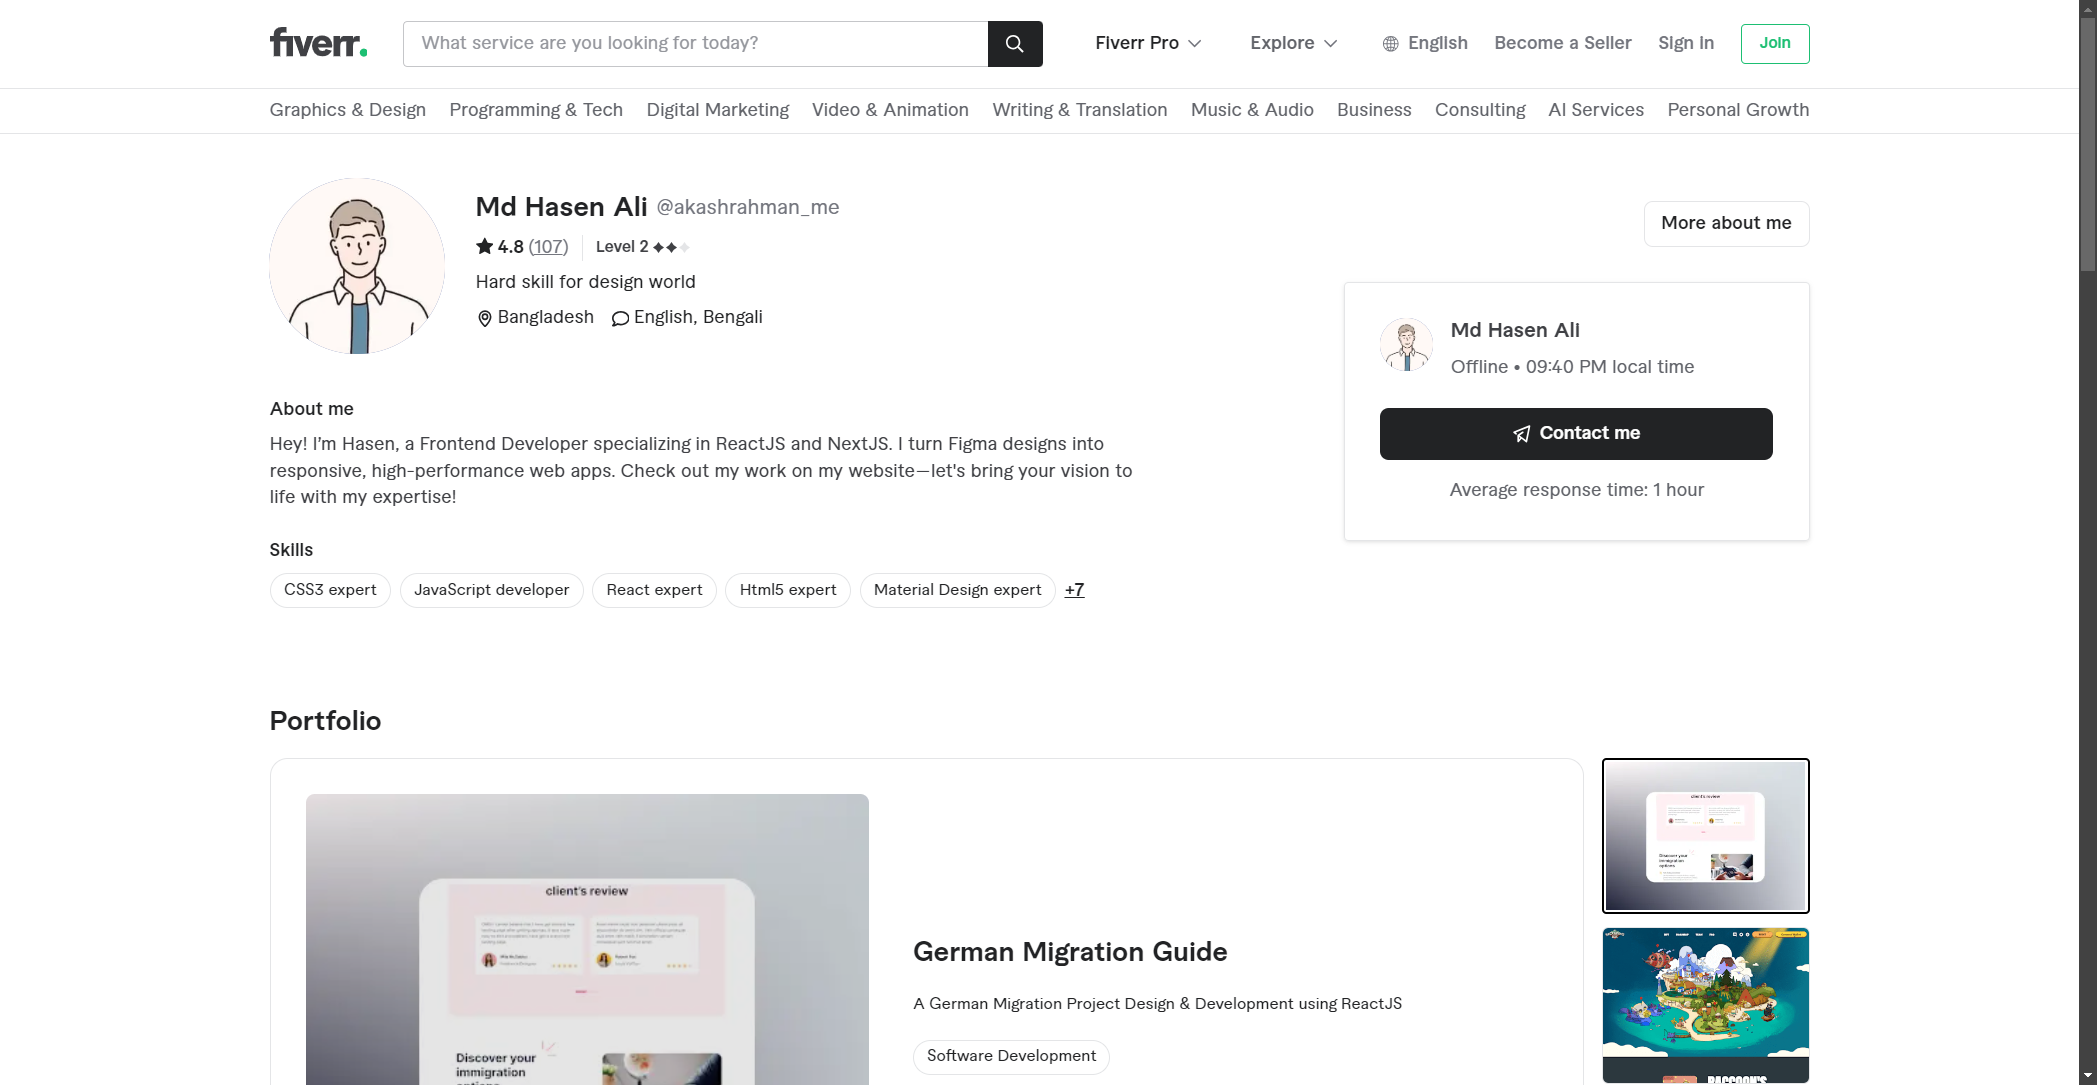 fiverr.
What service are you looking for today?
Fiverr Pro
Explore
English
Become a Seller
Sign in
Join
Graphics & Design
Programming & Tech
Digital Marketing
Video & Animation
Writing & Translation
Music & Audio
Business
Consulting
AI Services
Personal Growth
Md Hasen Ali @akashrahman_me
4.8 (107) Level 2
Hard skill for design world
Bangladesh English, Bengali
More about me
Md Hasen Ali
Offline • 09:40 PM local time
Contact me
Average response time: 1 hour
About me
Hey! I’m Hasen, a Frontend Developer specializing in ReactJS and NextJS. I turn Figma designs into
responsive, high-performance web apps. Check out my work on my website—let's bring your vision to
life with my expertise!
Skills
CSS3 expert
JavaScript developer
React expert
Html5 expert
Material Design expert
+7
Portfolio
client's review
Discover your
immigration
German Migration Guide
A German Migration Project Design & Development using ReactJS
Software Development
client's review
Discover your
immigration
options
RACCOON'S